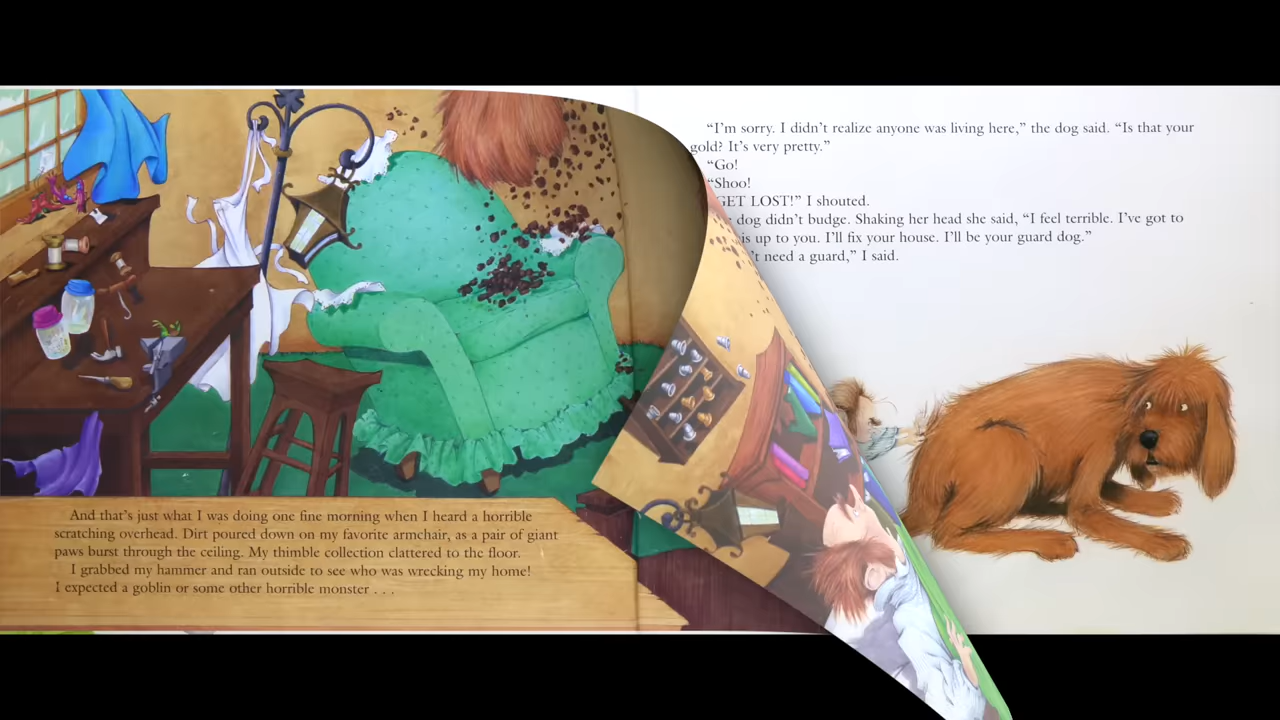 And that's just what I was doing one fine morning when I heard a horrible
scratching overhead. Dirt poured down on my favorite armchair, as a pair of giant
paws burst through the ceiling. My thimble collection clattered to the floor.
I grabbed my hammer and ran outside to see who was wrecking my home!
I expected a goblin or some other horrible monster . . .
“I'm sorry. I didn't realize anyone was living here,” the dog said. “Is that your
gold? It's very pretty.”
“Go!
“Shoo!
GET LOST!” I shouted.
dog didn't budge. Shaking her head she said, “I feel terrible. I've got to
is up to you. I'll fix your house. I'll be your guard dog.”
need a guard,” I said.